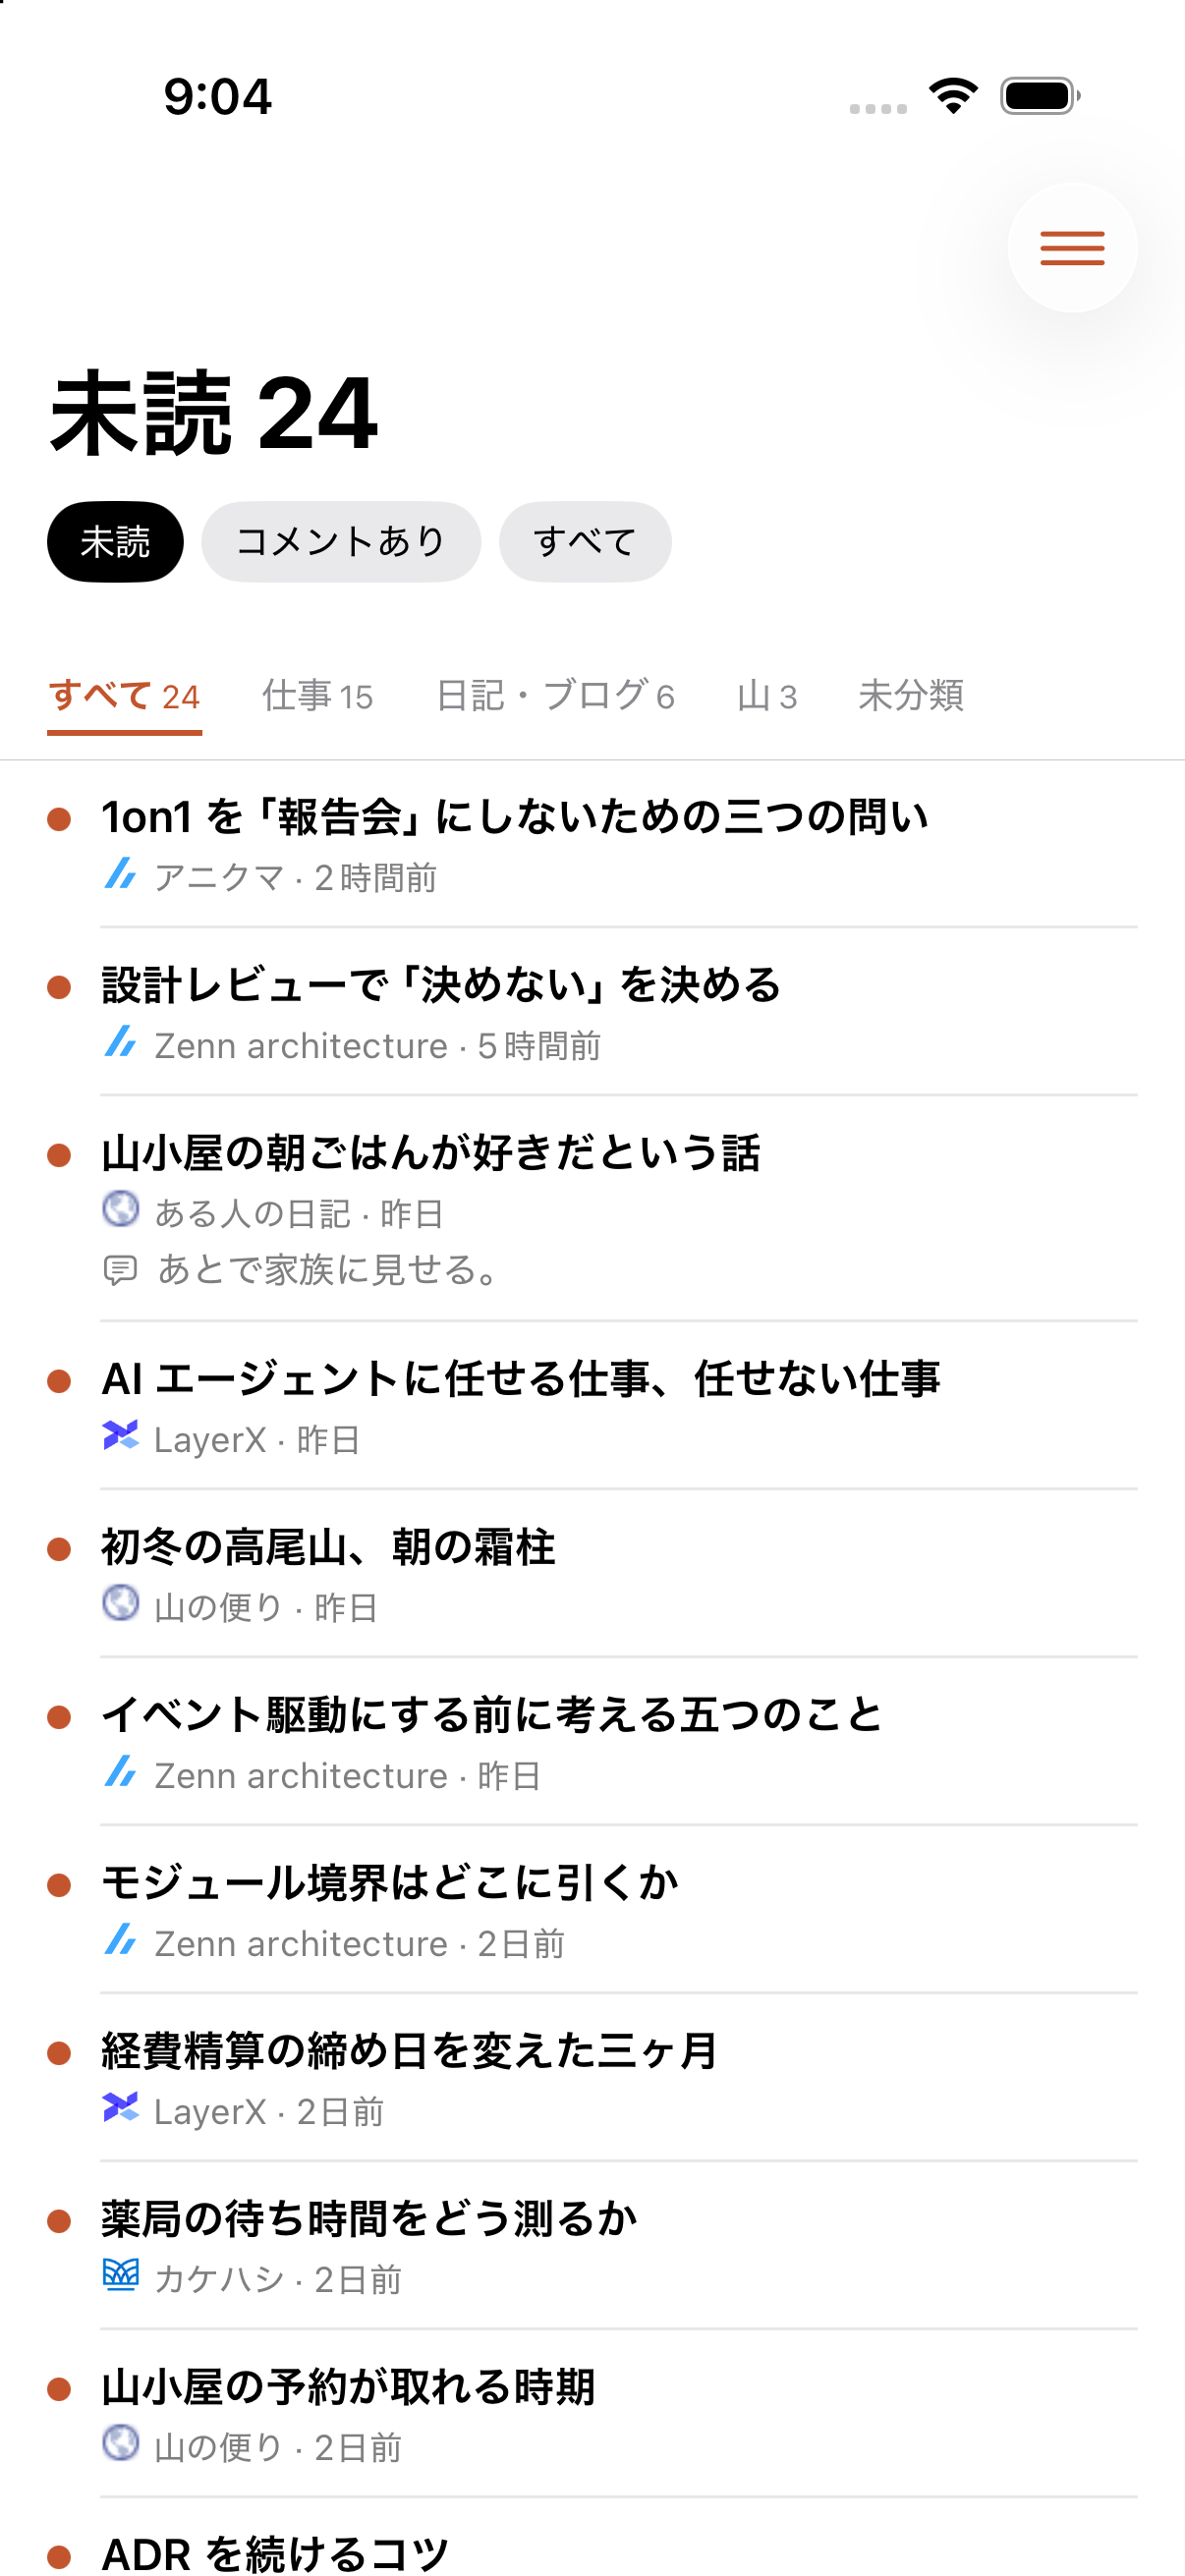 9:04
未読 24
未読 コメントあり すべて
すべて 24 仕事 15 日記・ブログ 6 山 3 未分類
1on1 を「報告会」にしないための三つの問い
アニクマ · 2 時間前
設計レビューで「決めない」を決める
Zenn architecture · 5 時間前
山小屋の朝ごはんが好きだという話
ある人の日記 · 昨日
あとで家族に見せる。
AI エージェントに任せる仕事、任せない仕事
LayerX · 昨日
初冬の高尾山、朝の霜柱
山の便り · 昨日
イベント駆動にする前に考える五つのこと
Zenn architecture · 昨日
モジュール境界はどこに引くか
Zenn architecture · 2日前
経費精算の締め日を変えた三ヶ月
LayerX · 2日前
薬局の待ち時間をどう測るか
カケハシ · 2日前
山小屋の予約が取れる時期
山の便り · 2日前
ADR を続けるコツ